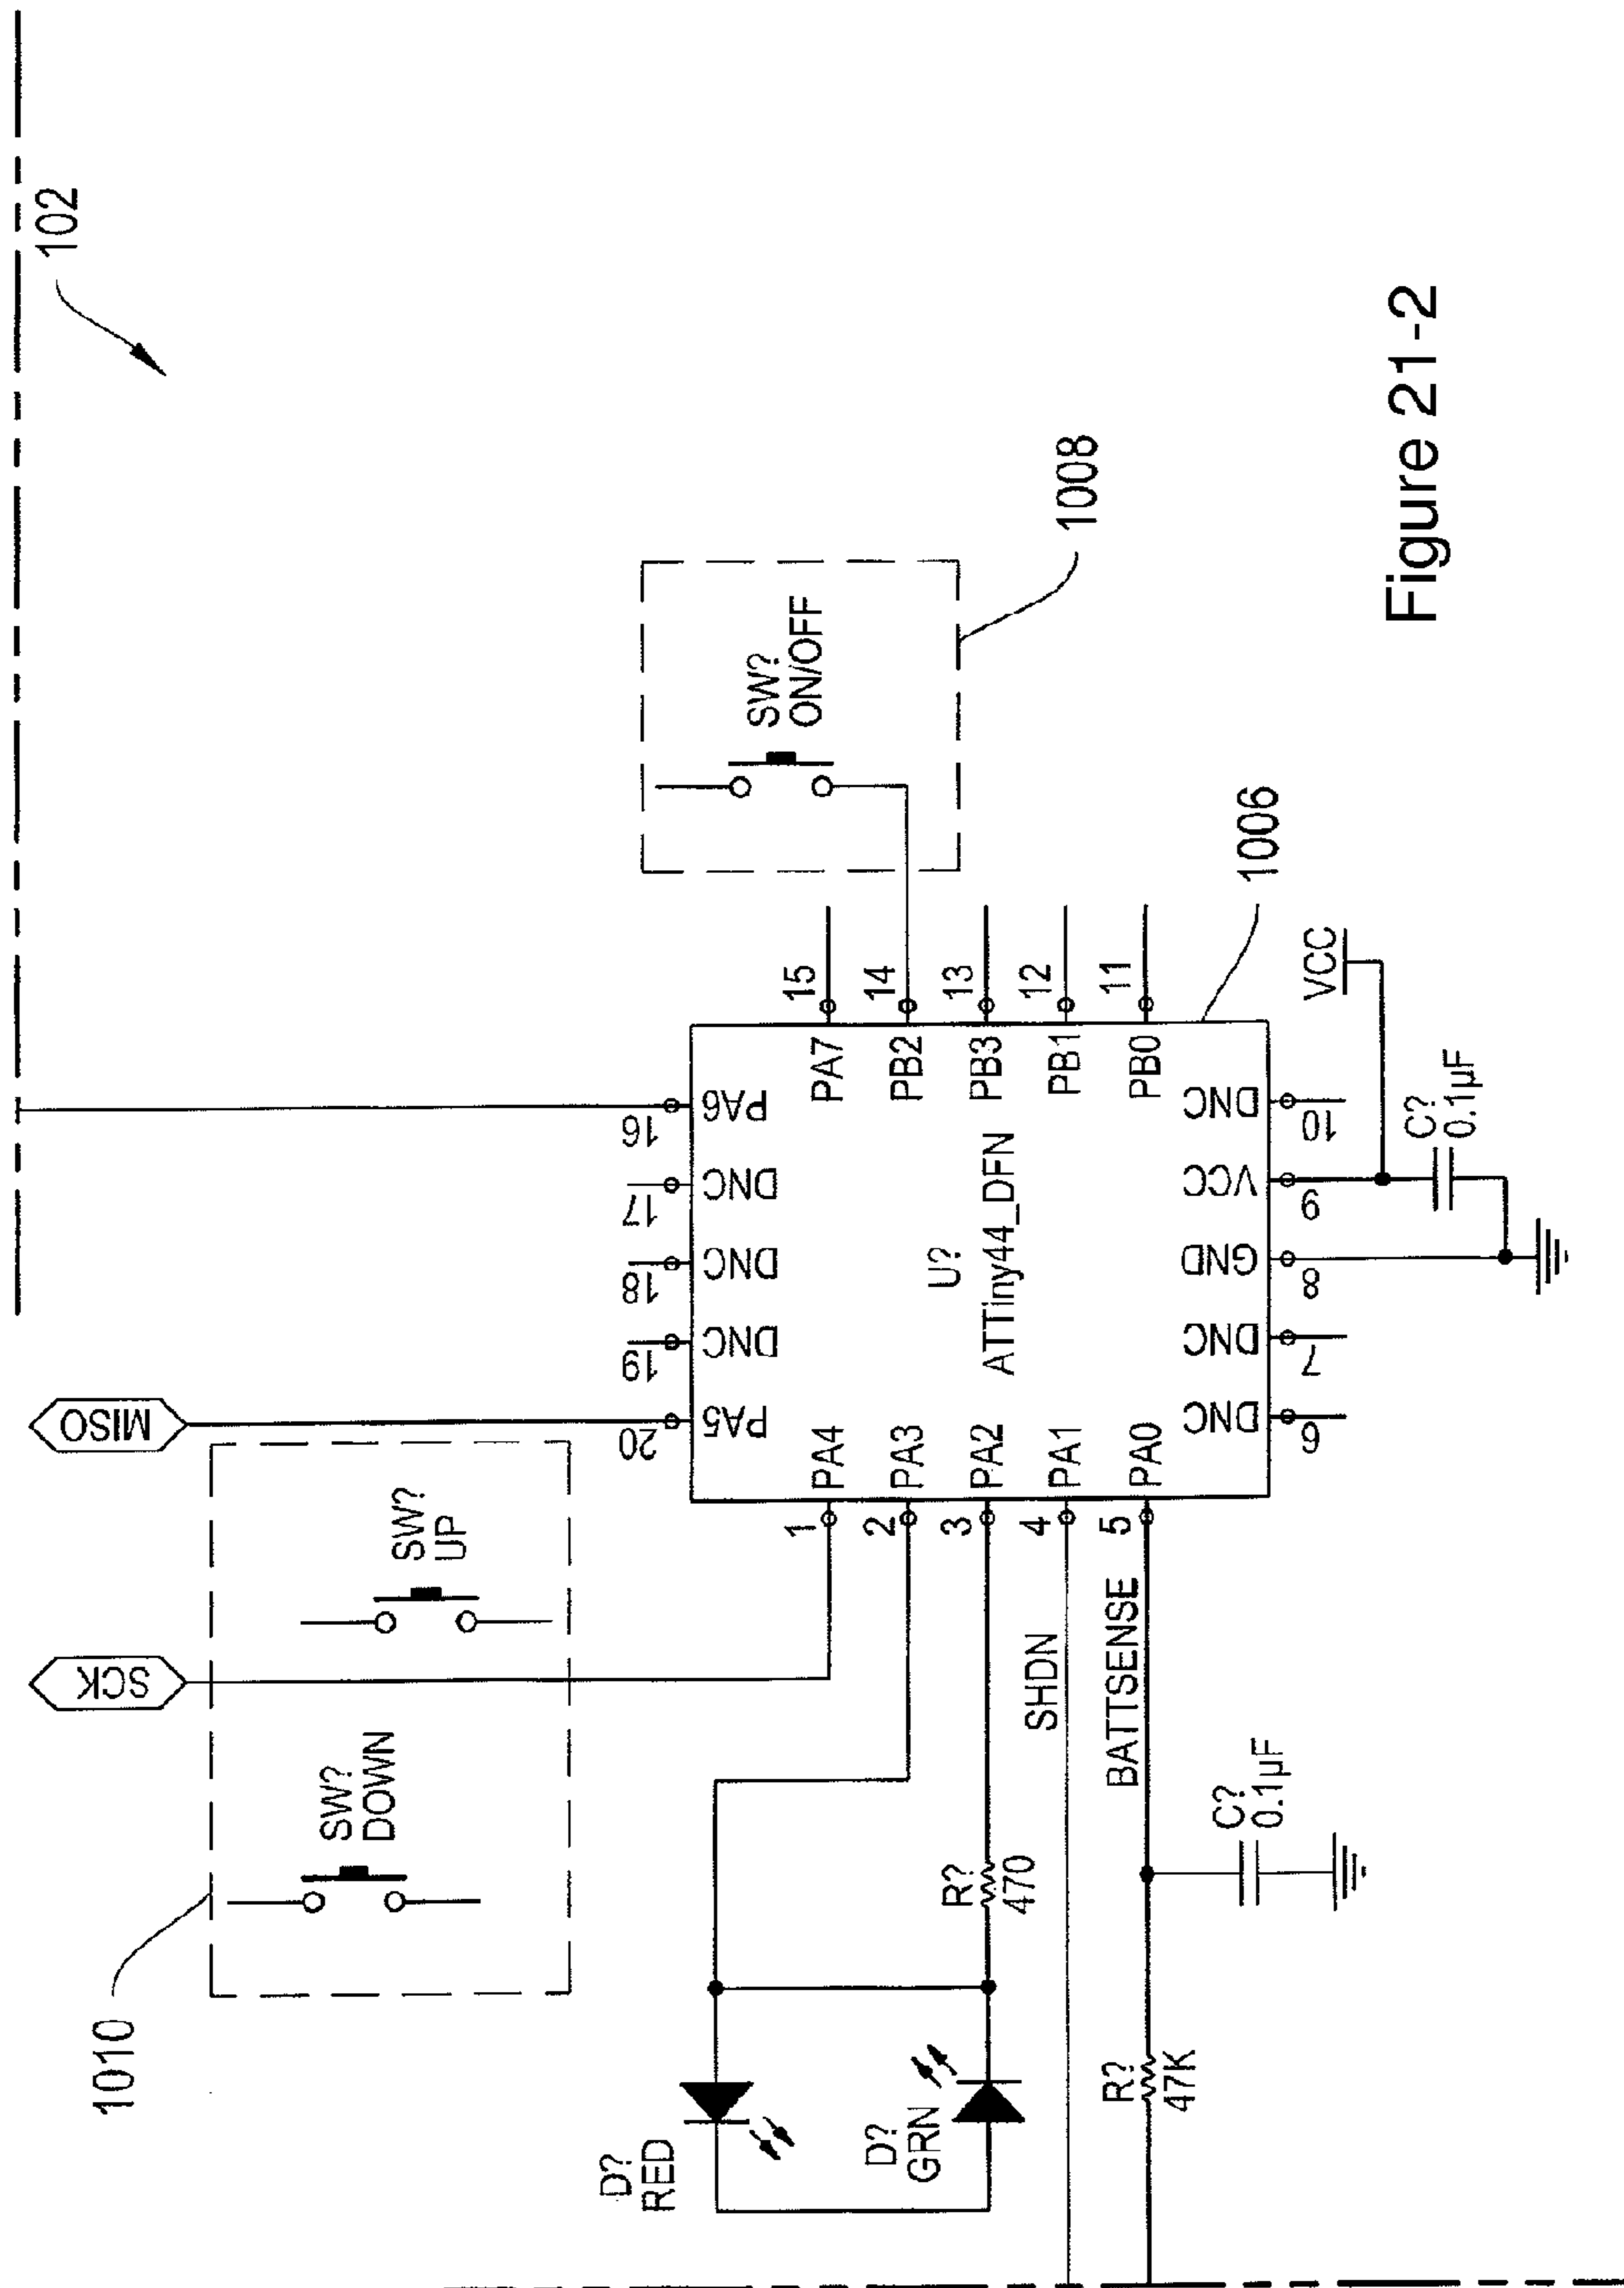 102
MISO
SCK
1010
SW?
DOWN
SW?
UP
1008
SW?
ON/OFF
D?
RED
D?
GRN
R?
470
SHDN
BATTSENSE
R?
47K
C?
0.1µF
1
2
3
4
5
PA4
PA3
PA2
PA1
PA0
20
19
18
17
16
PA5
DNC
DNC
DNC
PA6
U?
ATTiny44_DFN
PA7
PB2
PB3
PB1
PB0
15
14
13
12
11
DNC
DNC
GND
VCC
DNC
6
7
8
9
10
1006
VCC
C?
0.1µF
Figure 21-2